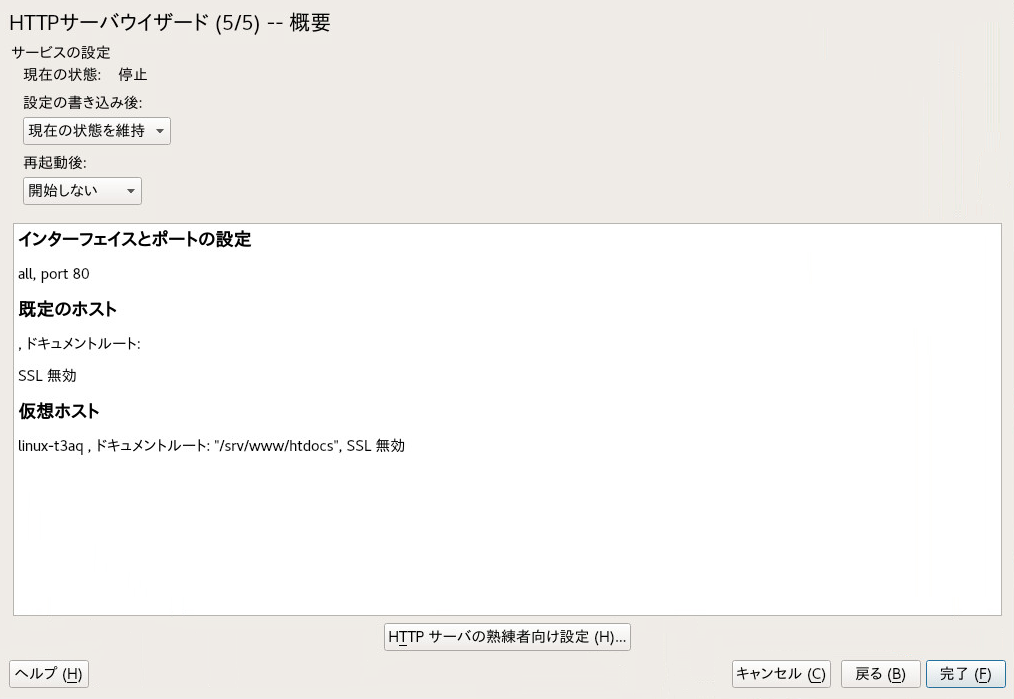 HTTPサーバウイザード (5/5) -- 概要
サービスの設定
現在の状態: 停止
設定の書き込み後:
現在の状態を維持
再起動後:
開始しない
インターフェイスとポートの設定
all, port 80
既定のホスト
, ドキュメントルート:
SSL 無効
仮想ホスト
linux-t3aq , ドキュメントルート: "/srv/www/htdocs", SSL 無効
HTTP サーバの熟練者向け設定 (H)...
ヘルプ (H) キャンセル (C) 戻る (B) 完了 (F)